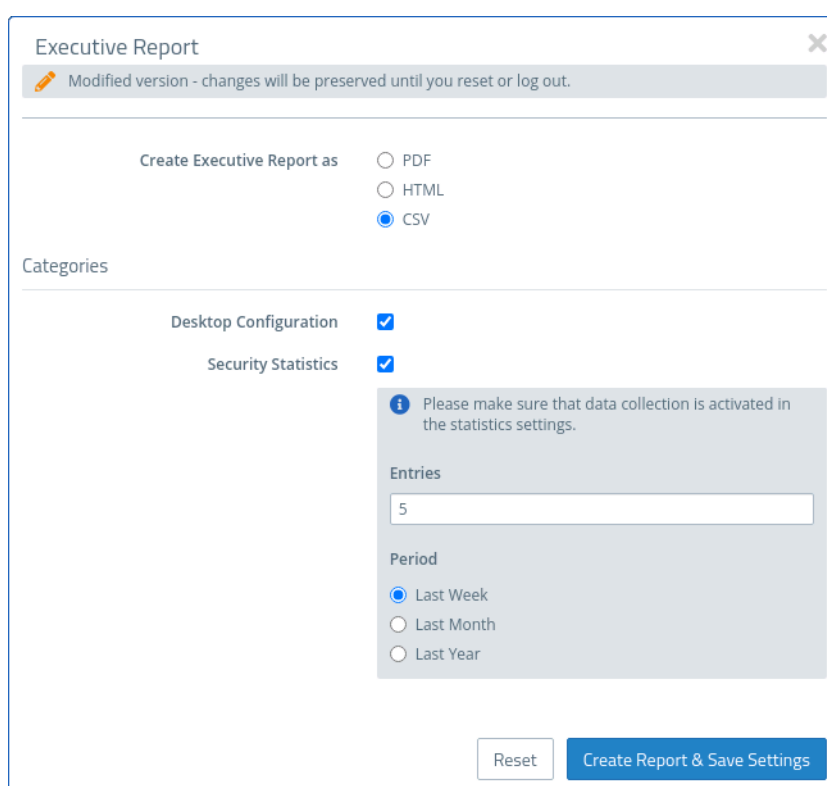 Executive Report
Modified version - changes will be preserved until you reset or log out.
Create Executive Report as
PDF
HTML
CSV
Categories
Desktop Configuration
Security Statistics
Please make sure that data collection is activated in
the statistics settings.
Entries
5
Period
Last Week
Last Month
Last Year
Reset
Create Report & Save Settings